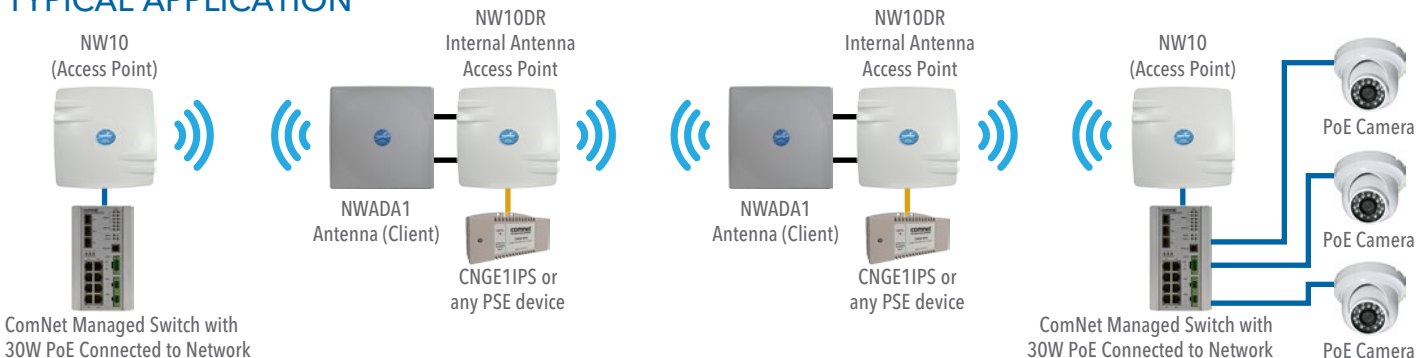 TYPICAL APPLICATION
NW10
(Access Point)
NW10DR
Internal Antenna
Access Point
NW10DR
Internal Antenna
Access Point
NW10
(Access Point)
NWADA1
Antenna (Client)
CNGE1IPS or
any PSE device
NWADA1
Antenna (Client)
CNGE1IPS or
any PSE device
PoE Camera
PoE Camera
PoE Camera
ComNet Managed Switch with
30W PoE Connected to Network
ComNet Managed Switch with
30W PoE Connected to Network
comnet
comnet